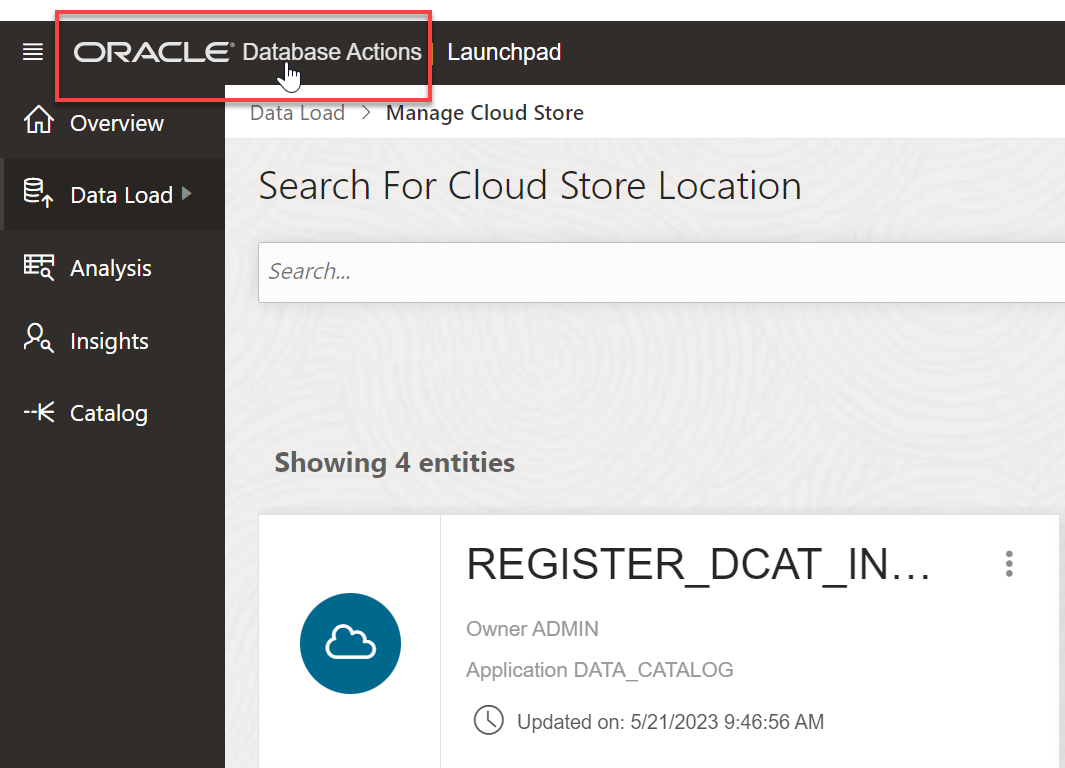 ORACLE® Database Actions | Launchpad
Overview
Data Load
Analysis
Insights
Catalog
Data Load > Manage Cloud Store
Search For Cloud Store Location
Search...
Showing 4 entities
REGISTER_DCAT_IN...
Owner ADMIN
Application DATA_CATALOG
Updated on: 5/21/2023 9:46:56 AM